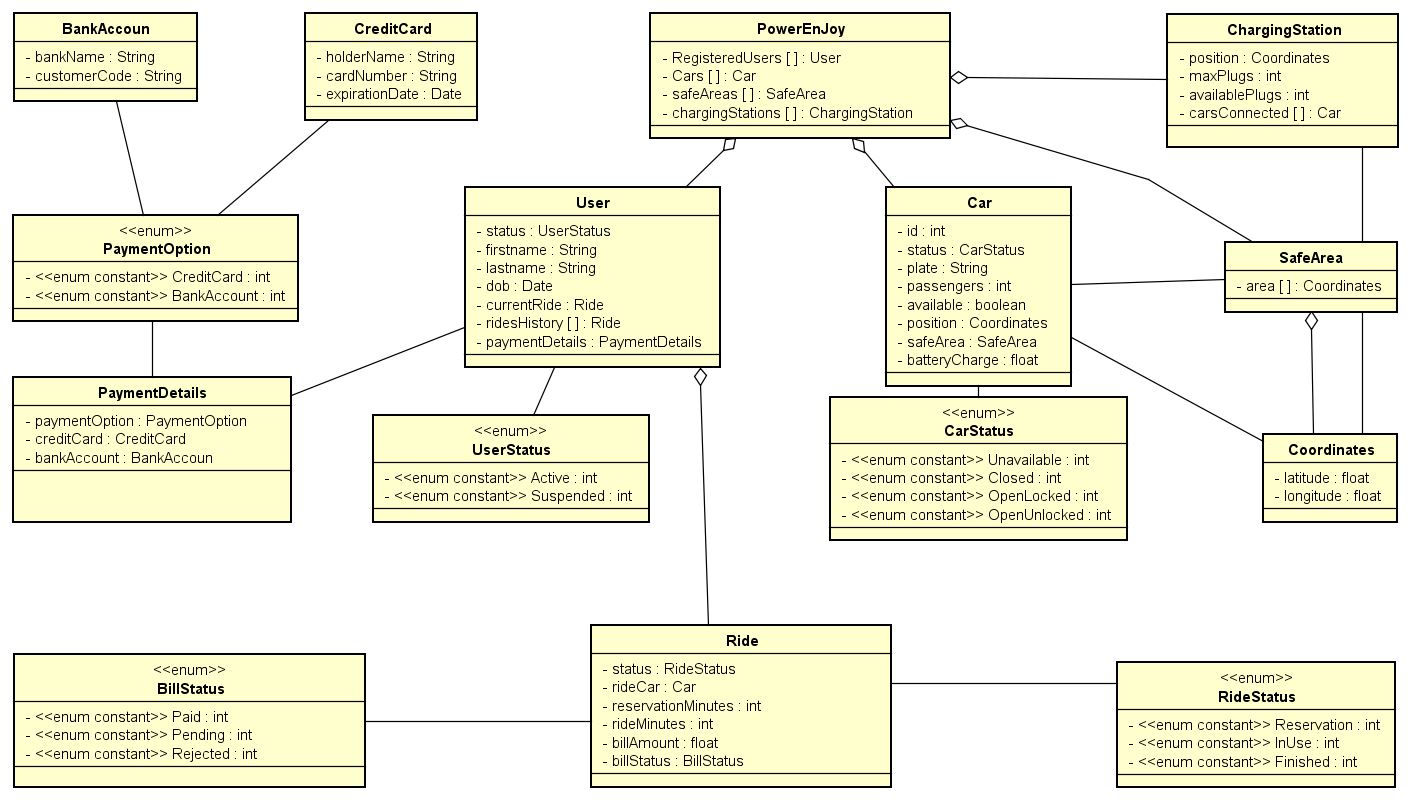 BankAccoun
- bankName : String
- customerCode : String
CreditCard
- holderName : String
- cardNumber : String
- expirationDate : Date
PowerEnJoy
- RegisteredUsers [ ] : User
- Cars [ ] : Car
- safeAreas [ ] : SafeArea
- chargingStations [ ] : ChargingStation
ChargingStation
- position : Coordinates
- maxPlugs : int
- availablePlugs : int
- carsConnected [ ] : Car
<<enum>>
PaymentOption
- <<enum constant>> CreditCard : int
- <<enum constant>> BankAccount : int
User
- status : UserStatus
- firstname : String
- lastname : String
- dob : Date
- currentRide : Ride
- ridesHistory [ ] : Ride
- paymentDetails : PaymentDetails
Car
- id : int
- status : CarStatus
- plate : String
- passengers : int
- available : boolean
- position : Coordinates
- safeArea : SafeArea
- batteryCharge : float
SafeArea
- area [ ] : Coordinates
PaymentDetails
- paymentOption : PaymentOption
- creditCard : CreditCard
- bankAccount : BankAccoun
<<enum>>
UserStatus
- <<enum constant>> Active : int
- <<enum constant>> Suspended : int
<<enum>>
CarStatus
- <<enum constant>> Unavailable : int
- <<enum constant>> Closed : int
- <<enum constant>> OpenLocked : int
- <<enum constant>> OpenUnlocked : int
Coordinates
- latitude : float
- longitude : float
<<enum>>
BillStatus
- <<enum constant>> Paid : int
- <<enum constant>> Pending : int
- <<enum constant>> Rejected : int
Ride
- status : RideStatus
- rideCar : Car
- reservationMinutes : int
- rideMinutes : int
- billAmount : float
- billStatus : BillStatus
<<enum>>
RideStatus
- <<enum constant>> Reservation : int
- <<enum constant>> InUse : int
- <<enum constant>> Finished : int